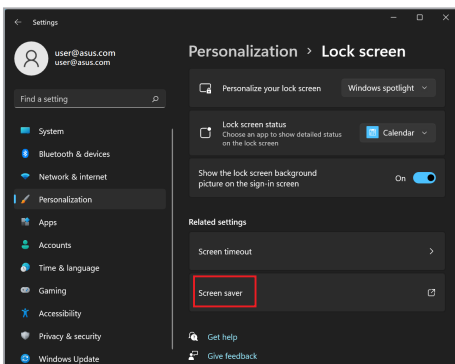 Settings
user@asus.com
user@asus.com
Find a setting
System
Bluetooth & devices
Network & internet
Personalization
Apps
Accounts
Time & language
Gaming
Accessibility
Privacy & security
Windows Update
Personalization > Lock screen
Personalize your lock screen
Windows spotlight
Lock screen status
Choose an app to show detailed status
on the lock screen
Calendar
Show the lock screen background
picture on the sign-in screen
On
Related settings
Screen timeout
Screen saver
Get help
Give feedback